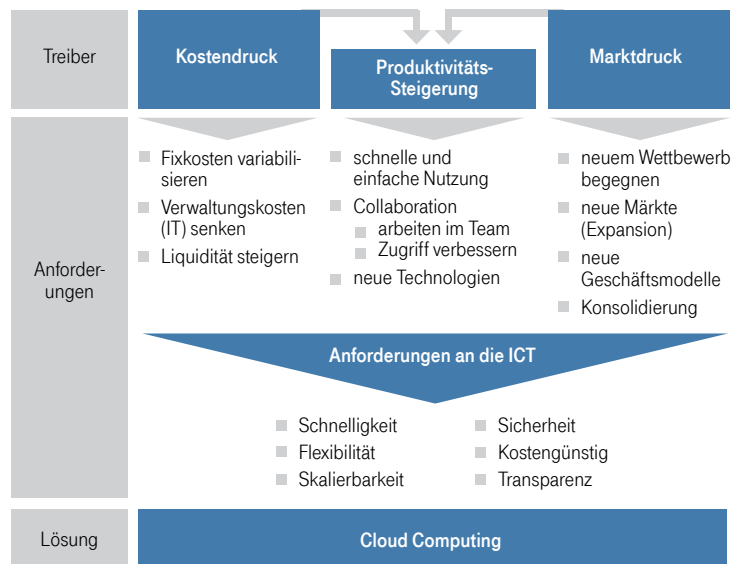 Treiber
Kostendruck
Produktivitäts-
Steigerung
Marktdruck
Anforder-
ungen
Fixkosten variabili-
sieren
Verwaltungskosten
(IT) senken
Liquidität steigern
schnelle und
einfache Nutzung
Collaboration
arbeiten im Team
Zugriff verbessern
neue Technologien
neuem Wettbewerb
begegnen
neue Märkte
(Expansion)
neue
Geschäftsmodelle
Konsolidierung
Anforderungen an die ICT
Schnelligkeit
Flexibilität
Skalierbarkeit
Sicherheit
Kostengünstig
Transparenz
Lösung
Cloud Computing